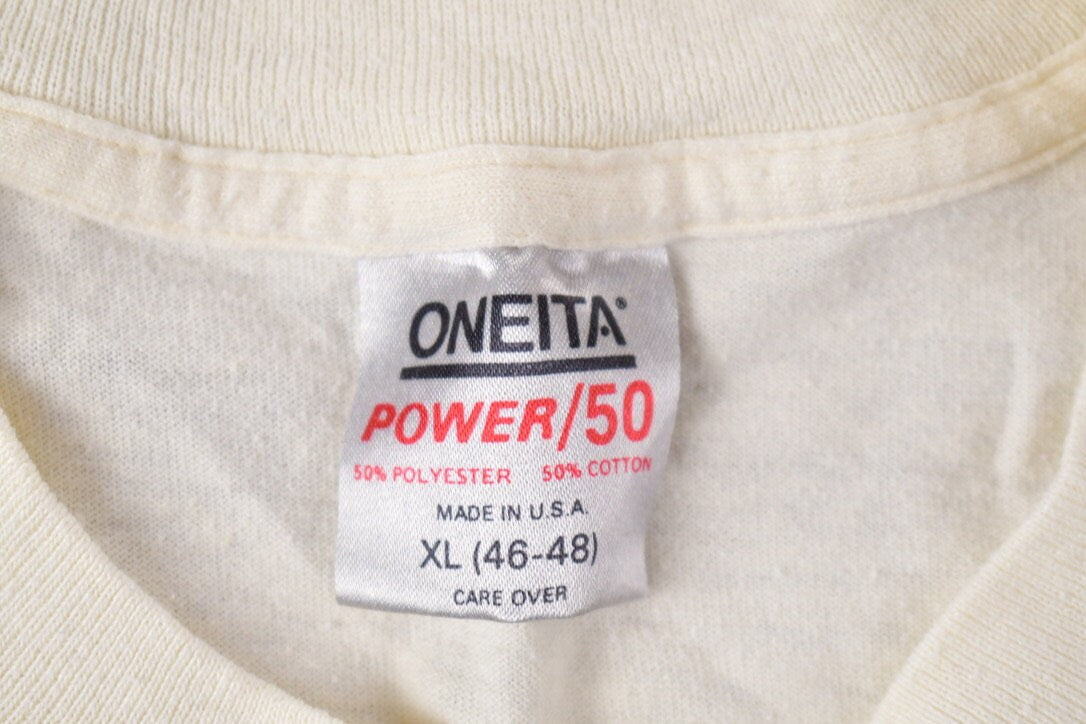 ONEITA®
POWER/50
50% POLYESTER 50% COTTON
MADE IN U.S.A.
XL (46-48)
CARE OVER